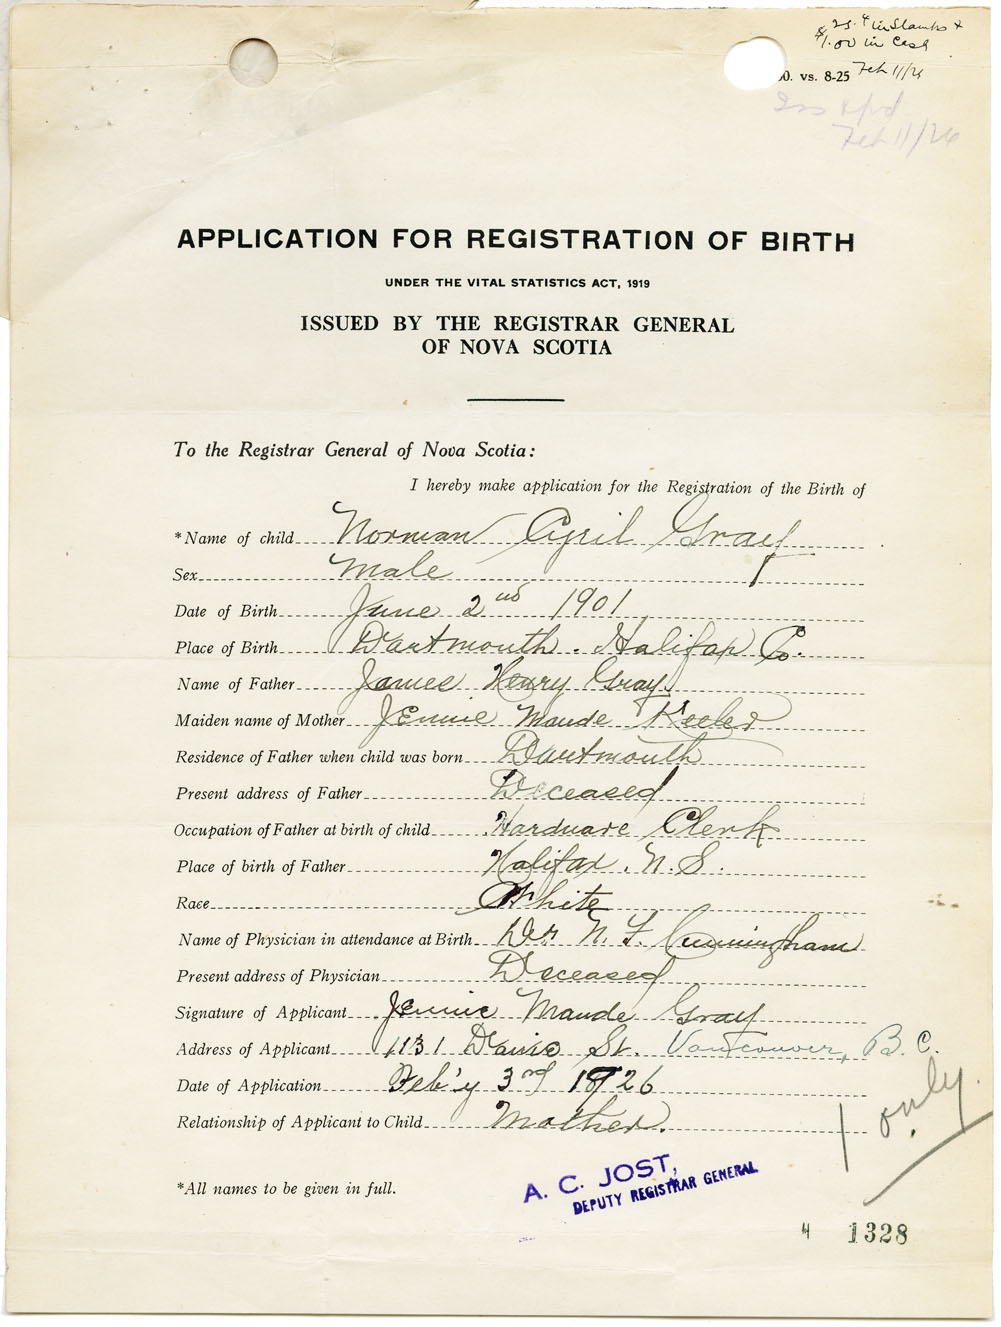 25.¢ in Stamps +
$1.00 in Cash
00. vs. 8-25 Feb 11/26
Feb 11/26
APPLICATION FOR REGISTRATION OF BIRTH
UNDER THE VITAL STATISTICS ACT, 1919
ISSUED BY THE REGISTRAR GENERAL
OF NOVA SCOTIA
To the Registrar General of Nova Scotia:
I hereby make application for the Registration of the Birth of
*Name of child Norman Cyril Gray
Sex Male
Date of Birth June 2nd 1901
Place of Birth Dartmouth. Halifax Co.
Name of Father James Henry Gray
Maiden name of Mother Jennie Maude Keeler
Residence of Father when child was born Dartmouth
Present address of Father Deceased
Occupation of Father at birth of child Hardware Clerk
Place of birth of Father Halifax. N.S.
Race White
Name of Physician in attendance at Birth Dr. N. F. Cunningham
Present address of Physician Deceased
Signature of Applicant Jennie Maude Gray
Address of Applicant 1131 Davie St. Vancouver, B.C.
Date of Application Feb'y 3rd 1926
Relationship of Applicant to Child Mother.
1 only
*All names to be given in full.
A. C. JOST,
DEPUTY REGISTRAR GENERAL
1328